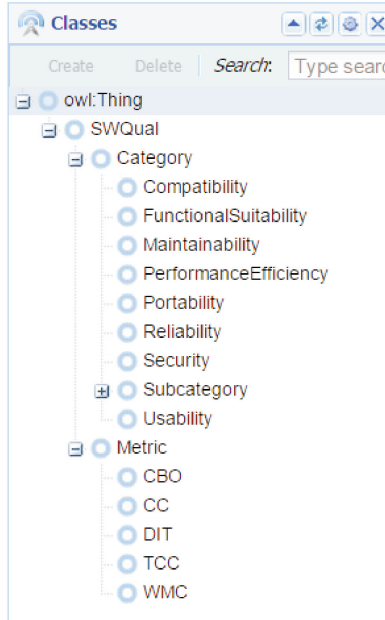 Classes
Create Delete Search: Type sear
owl:Thing
SWQual
Category
Compatibility
FunctionalSuitability
Maintainability
PerformanceEfficiency
Portability
Reliability
Security
Subcategory
Usability
Metric
CBO
CC
DIT
TCC
WMC